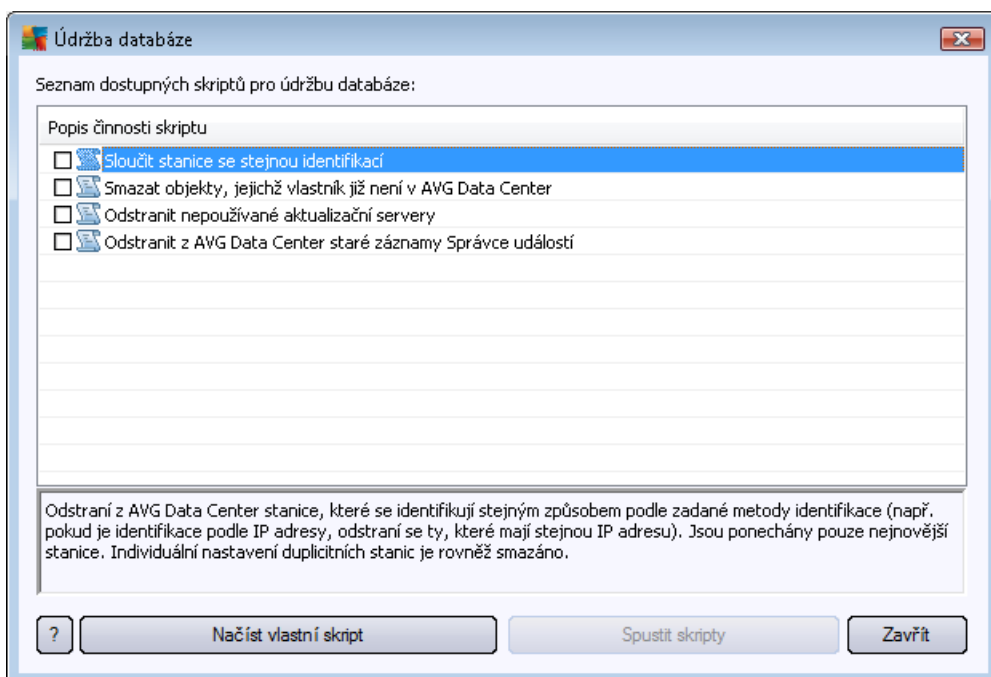 Údržba databáze
Seznam dostupných skriptů pro údržbu databáze:
Popis činnosti skriptu
Sloučit stanice se stejnou identifikací
Smazat objekty, jejichž vlastník již není v AVG Data Center
Odstranit nepoužívané aktualizační servery
Odstranit z AVG Data Center staré záznamy Správce událostí
Odstraní z AVG Data Center stanice, které se identifikují stejným způsobem podle zadané metody identifikace (např.
pokud je identifikace podle IP adresy, odstraní se ty, které mají stejnou IP adresu). Jsou ponechány pouze nejnovější
stanice. Individuální nastavení duplicitních stanic je rovněž smazáno.
? Načíst vlastní skript Spustit skripty Zavřít